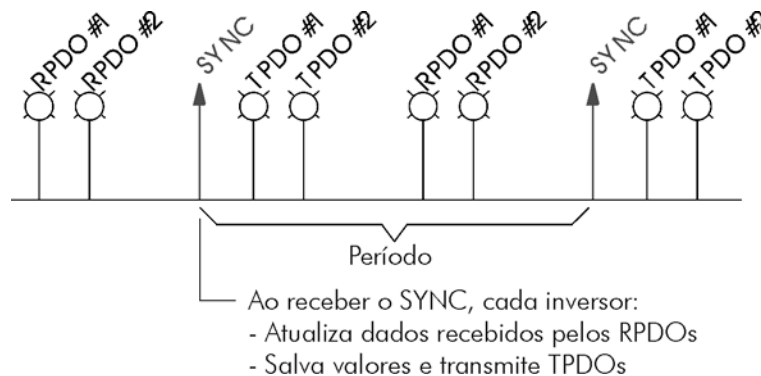 RPDO #1
RPDO #2
SYNC
TPDO #1
TPDO #2
RPDO #1
RPDO #2
SYNC
TPDO #1
TPDO #2
Período
Ao receber o SYNC, cada inversor:
- Atualiza dados recebidos pelos RPDOs
- Salva valores e transmite TPDOs